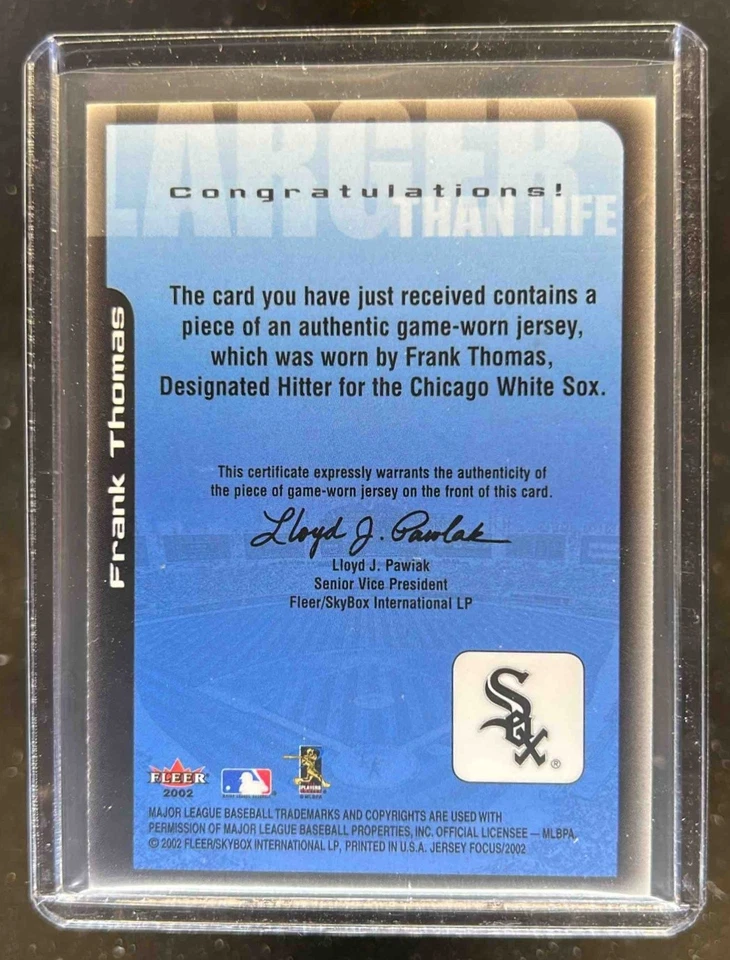 LARGER
THAN LIFE
Congratulations!
The card you have just received contains a
piece of an authentic game-worn jersey,
which was worn by Frank Thomas,
Designated Hitter for the Chicago White Sox.
Frank Thomas
This certificate expressly warrants the authenticity of
the piece of game-worn jersey on the front of this card.
Lloyd J. Pawlak
Lloyd J. Pawiak
Senior Vice President
Fleer/SkyBox International LP
Sox®
FLEER
2002
PLAYERS
MAJOR LEAGUE BASEBALL TRADEMARKS AND COPYRIGHTS ARE USED WITH
PERMISSION OF MAJOR LEAGUE BASEBALL PROPERTIES, INC. OFFICIAL LICENSEE — MLBPA.
© 2002 FLEER/SKYBOX INTERNATIONAL LP, PRINTED IN U.S.A. JERSEY FOCUS/2002